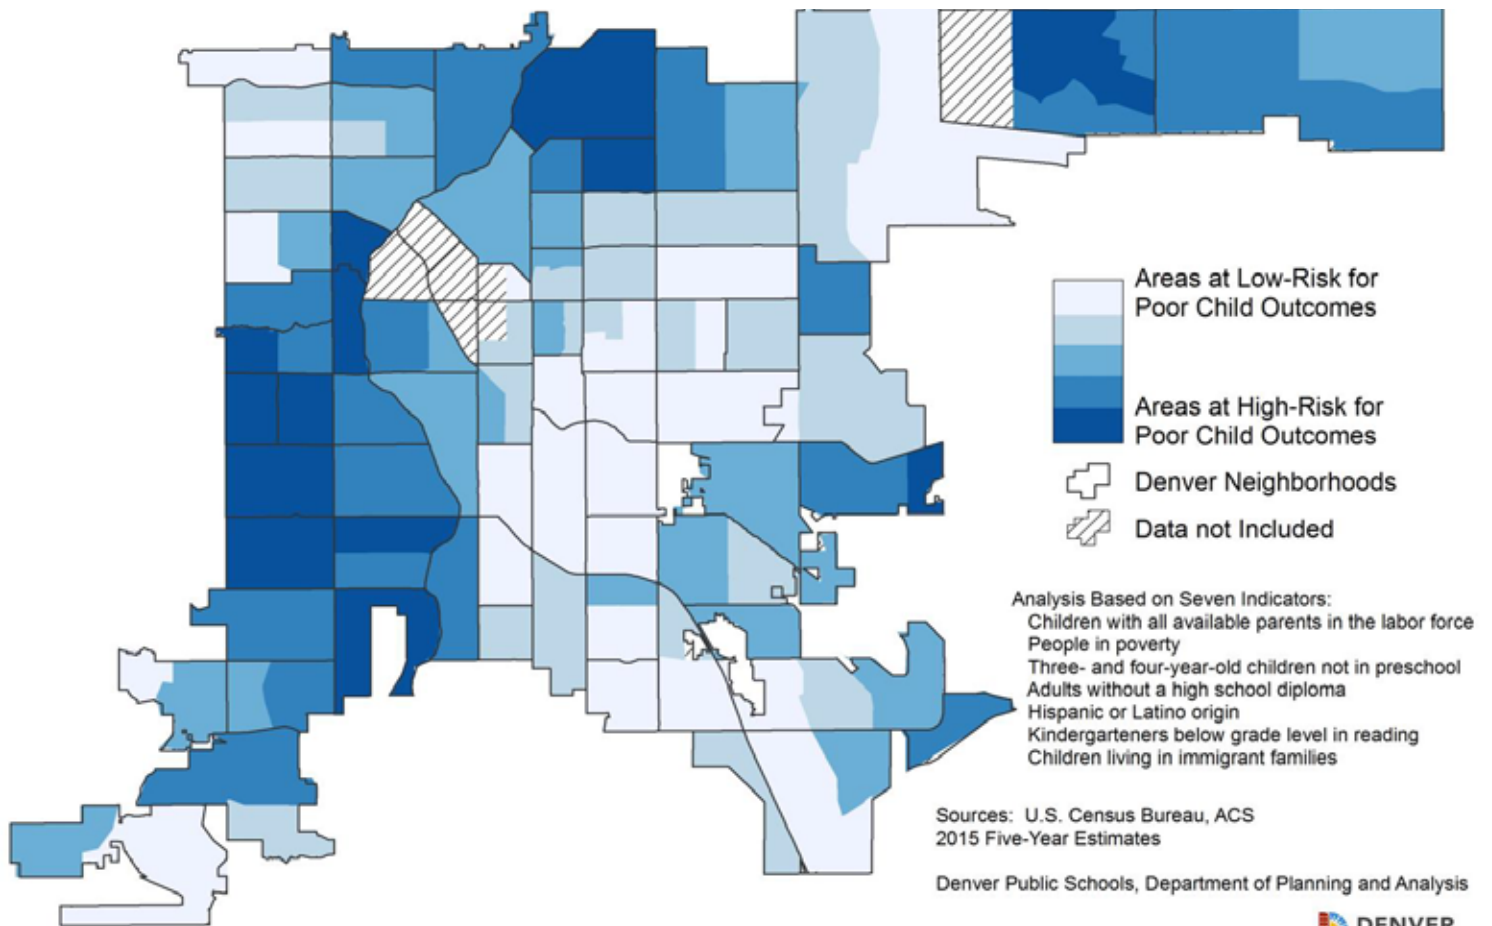 Areas at Low-Risk for
Poor Child Outcomes
Areas at High-Risk for
Poor Child Outcomes
Denver Neighborhoods
Data not Included
Analysis Based on Seven Indicators:
Children with all available parents in the labor force
People in poverty
Three- and four-year-old children not in preschool
Adults without a high school diploma
Hispanic or Latino origin
Kindergarteners below grade level in reading
Children living in immigrant families
Sources: U.S. Census Bureau, ACS
2015 Five-Year Estimates
Denver Public Schools, Department of Planning and Analysis
DENVER